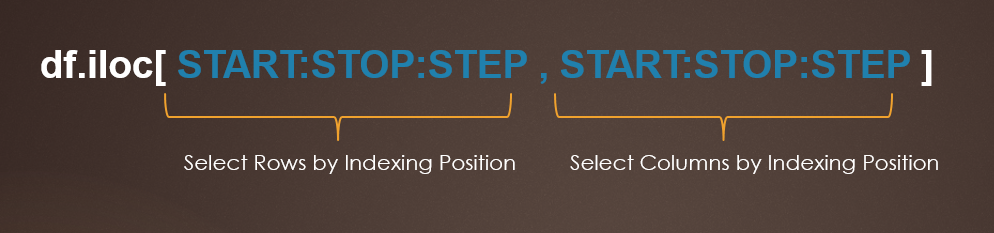 df.iloc[ START:STOP:STEP , START:STOP:STEP ]
Select Rows by Indexing Position
Select Columns by Indexing Position